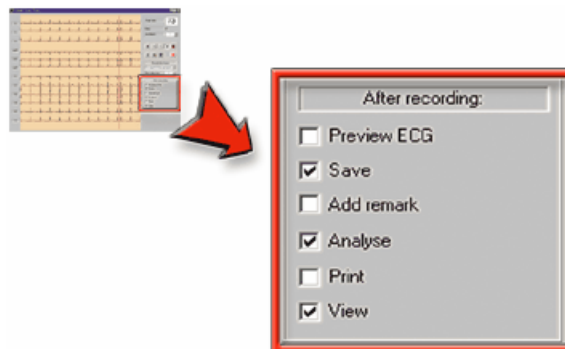 After recording:
Preview ECG
Save
Add remark
Analyse
Print
View